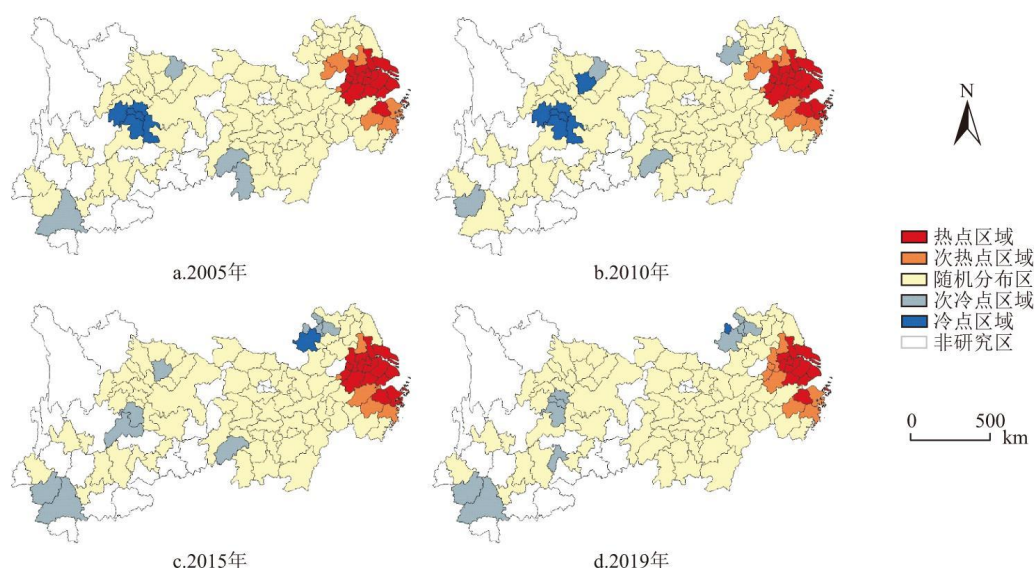 N
a.2005年
b.2010年
热点区域
次热点区域
随机分布区
次冷点区域
冷点区域
非研究区
0 500
km
c.2015年
d.2019年